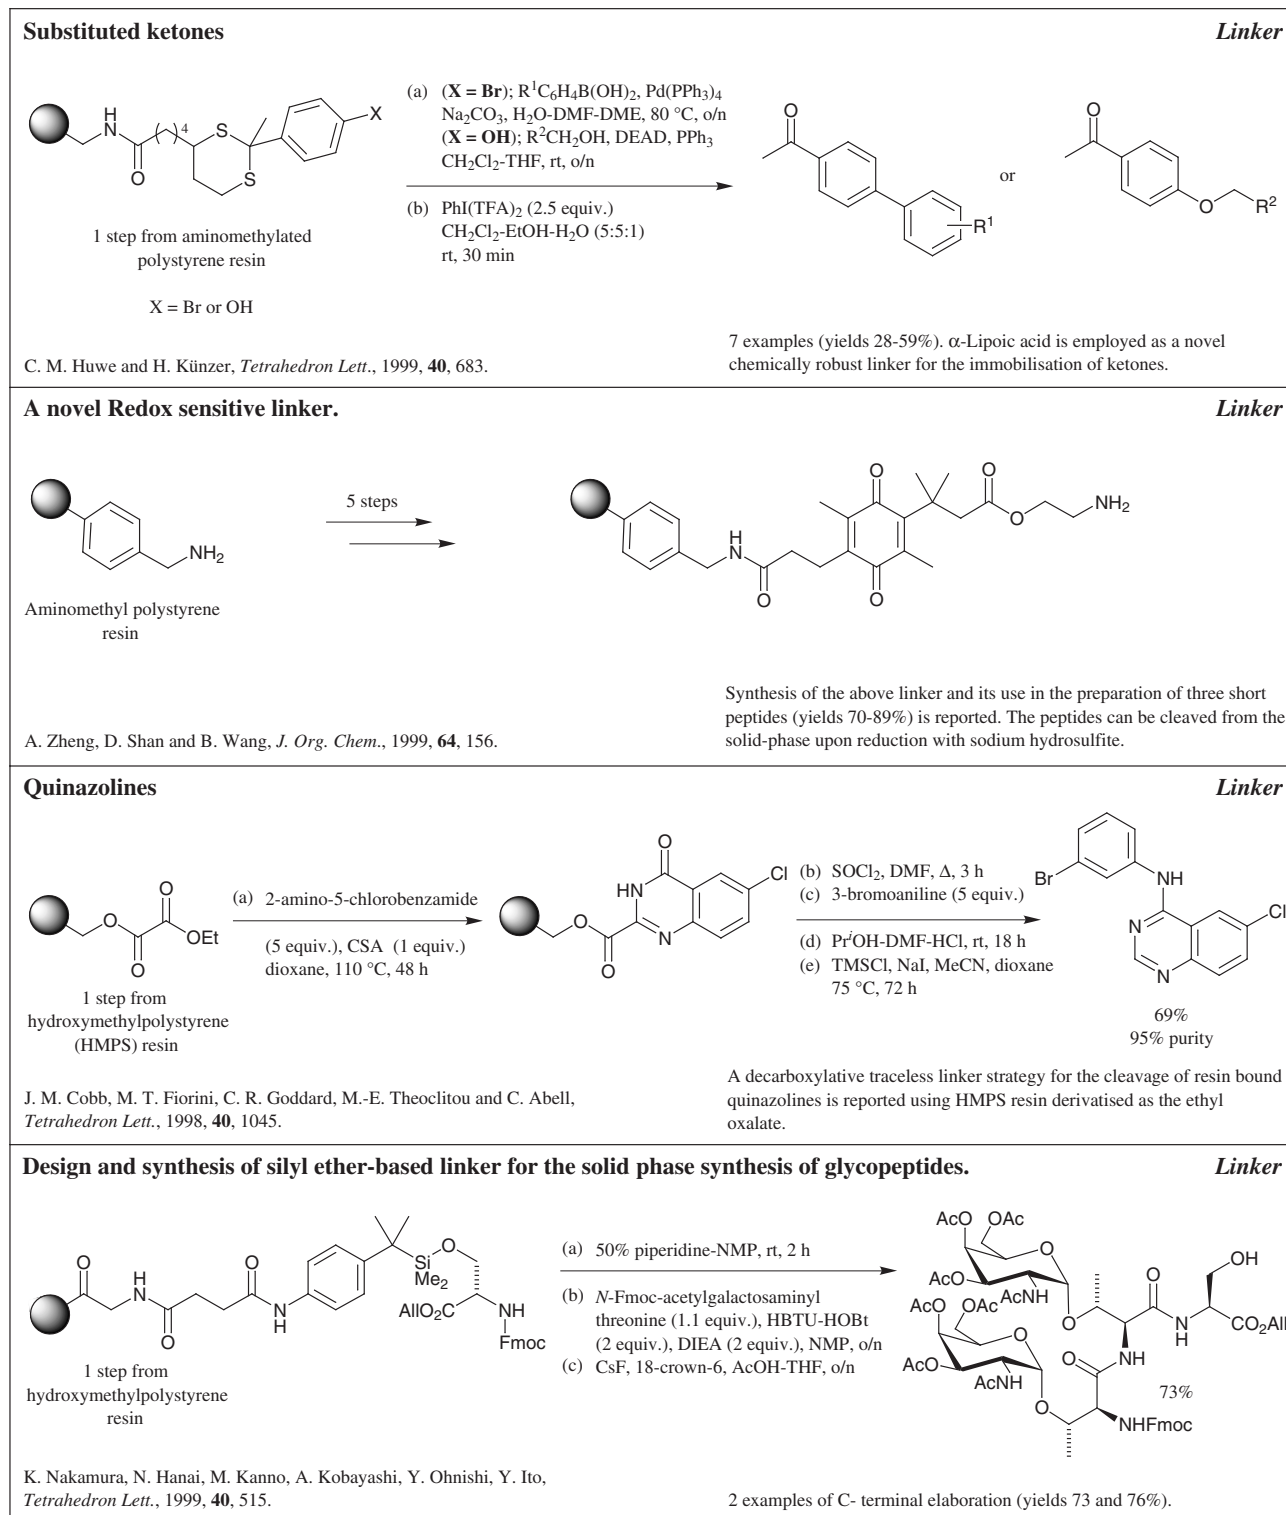 Substituted ketones
Linker
H
N
O
4
S
S
X
1 step from aminomethylated
polystyrene resin
X = Br or OH
(a) (X = Br); R¹C₆H₄B(OH)₂, Pd(PPh₃)₄
Na₂CO₃, H₂O-DMF-DME, 80 °C, o/n
(X = OH); R²CH₂OH, DEAD, PPh₃
CH₂Cl₂-THF, rt, o/n
(b) PhI(TFA)₂ (2.5 equiv.)
CH₂Cl₂-EtOH-H₂O (5:5:1)
rt, 30 min
O
R¹
or
O
O
R²
C. M. Huwe and H. Künzer, Tetrahedron Lett., 1999, 40, 683.
7 examples (yields 28-59%). α-Lipoic acid is employed as a novel
chemically robust linker for the immobilisation of ketones.
A novel Redox sensitive linker.
Linker
NH₂
Aminomethyl polystyrene
resin
5 steps
H
N
O
O
O
O
O
NH₂
A. Zheng, D. Shan and B. Wang, J. Org. Chem., 1999, 64, 156.
Synthesis of the above linker and its use in the preparation of three short
peptides (yields 70-89%) is reported. The peptides can be cleaved from the
solid-phase upon reduction with sodium hydrosulfite.
Quinazolines
Linker
O
O
O
OEt
1 step from
hydroxymethylpolystyrene
(HMPS) resin
(a) 2-amino-5-chlorobenzamide
(5 equiv.), CSA (1 equiv.)
dioxane, 110 °C, 48 h
O
O
O
HN
N
Cl
(b) SOCl₂, DMF, Δ, 3 h
(c) 3-bromoaniline (5 equiv.)
(d) PrⁱOH-DMF-HCl, rt, 18 h
(e) TMSCl, NaI, MeCN, dioxane
75 °C, 72 h
Br
NH
N
N
Cl
69%
95% purity
J. M. Cobb, M. T. Fiorini, C. R. Goddard, M.-E. Theoclitou and C. Abell,
Tetrahedron Lett., 1998, 40, 1045.
A decarboxylative traceless linker strategy for the cleavage of resin bound
quinazolines is reported using HMPS resin derivatised as the ethyl
oxalate.
Design and synthesis of silyl ether-based linker for the solid phase synthesis of glycopeptides.
Linker
O
H
N
O
O
N
H
Si
Me₂
O
AllO₂C
NH
Fmoc
1 step from
hydroxymethylpolystyrene
resin
(a) 50% piperidine-NMP, rt, 2 h
(b) N-Fmoc-acetylgalactosaminyl
threonine (1.1 equiv.), HBTU-HOBt
(2 equiv.), DIEA (2 equiv.), NMP, o/n
(c) CsF, 18-crown-6, AcOH-THF, o/n
AcO
OAc
O
AcO
AcNH
O
AcO
OAc
O
AcO
AcNH
O
O
N
H
OH
CO₂All
O
NH
NHFmoc
73%
K. Nakamura, N. Hanai, M. Kanno, A. Kobayashi, Y. Ohnishi, Y. Ito,
Tetrahedron Lett., 1999, 40, 515.
2 examples of C- terminal elaboration (yields 73 and 76%).